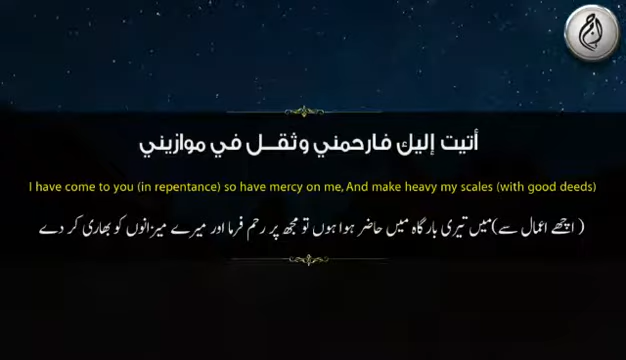 أتيت إليك فارحمني وثقل في موازيني
I have come to you (in repentance) so have mercy on me, And make heavy my scales (with good deeds)
( اچھے اعمال سے)میں تیری بارگاہ میں حاضر ہوا ہوں تو مجھ پر رحم فرما اور میرے میزانوں کو بھاری کر دے